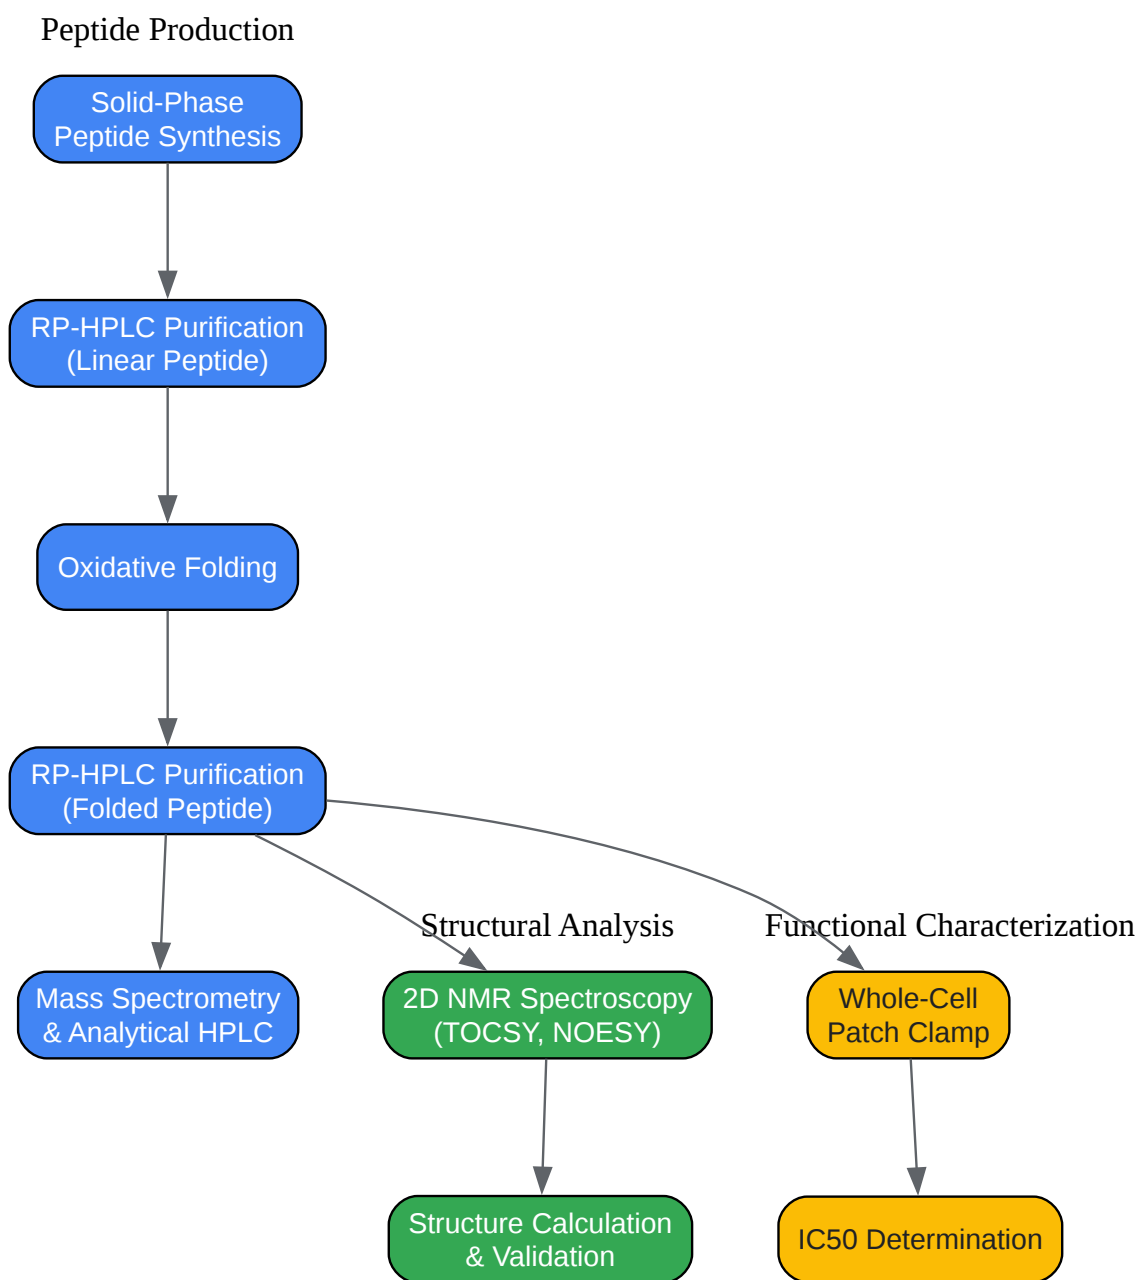 Peptide Production
Solid-Phase
Peptide Synthesis
RP-HPLC Purification
(Linear Peptide)
Oxidative Folding
RP-HPLC Purification
(Folded Peptide)
Structural Analysis
Functional Characterization
Mass Spectrometry
& Analytical HPLC
2D NMR Spectroscopy
(TOCSY, NOESY)
Whole-Cell
Patch Clamp
Structure Calculation
& Validation
IC50 Determination